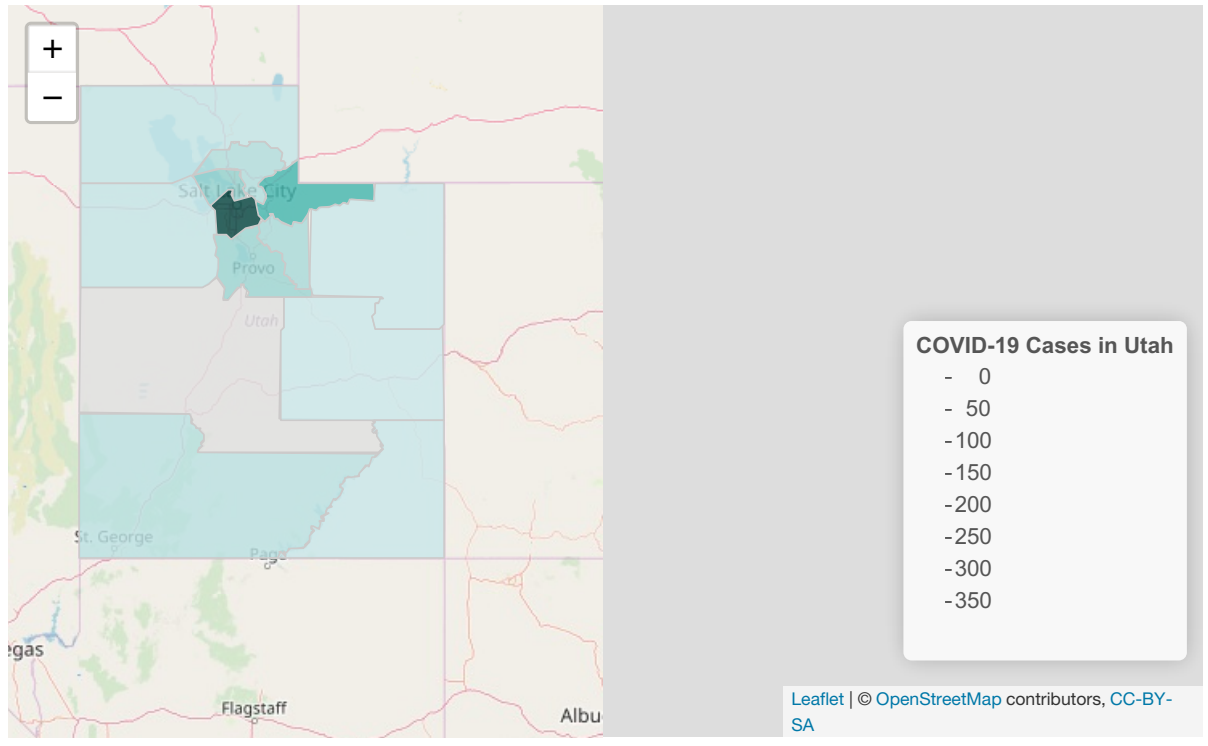 +
−
Salt Lake City
Provo
Utah
St. George
Page
egas
Flagstaff
Albu
COVID-19 Cases in Utah
- 0
- 50
-100
-150
-200
-250
-300
-350
Leaflet | © OpenStreetMap contributors, CC-BY-
SA